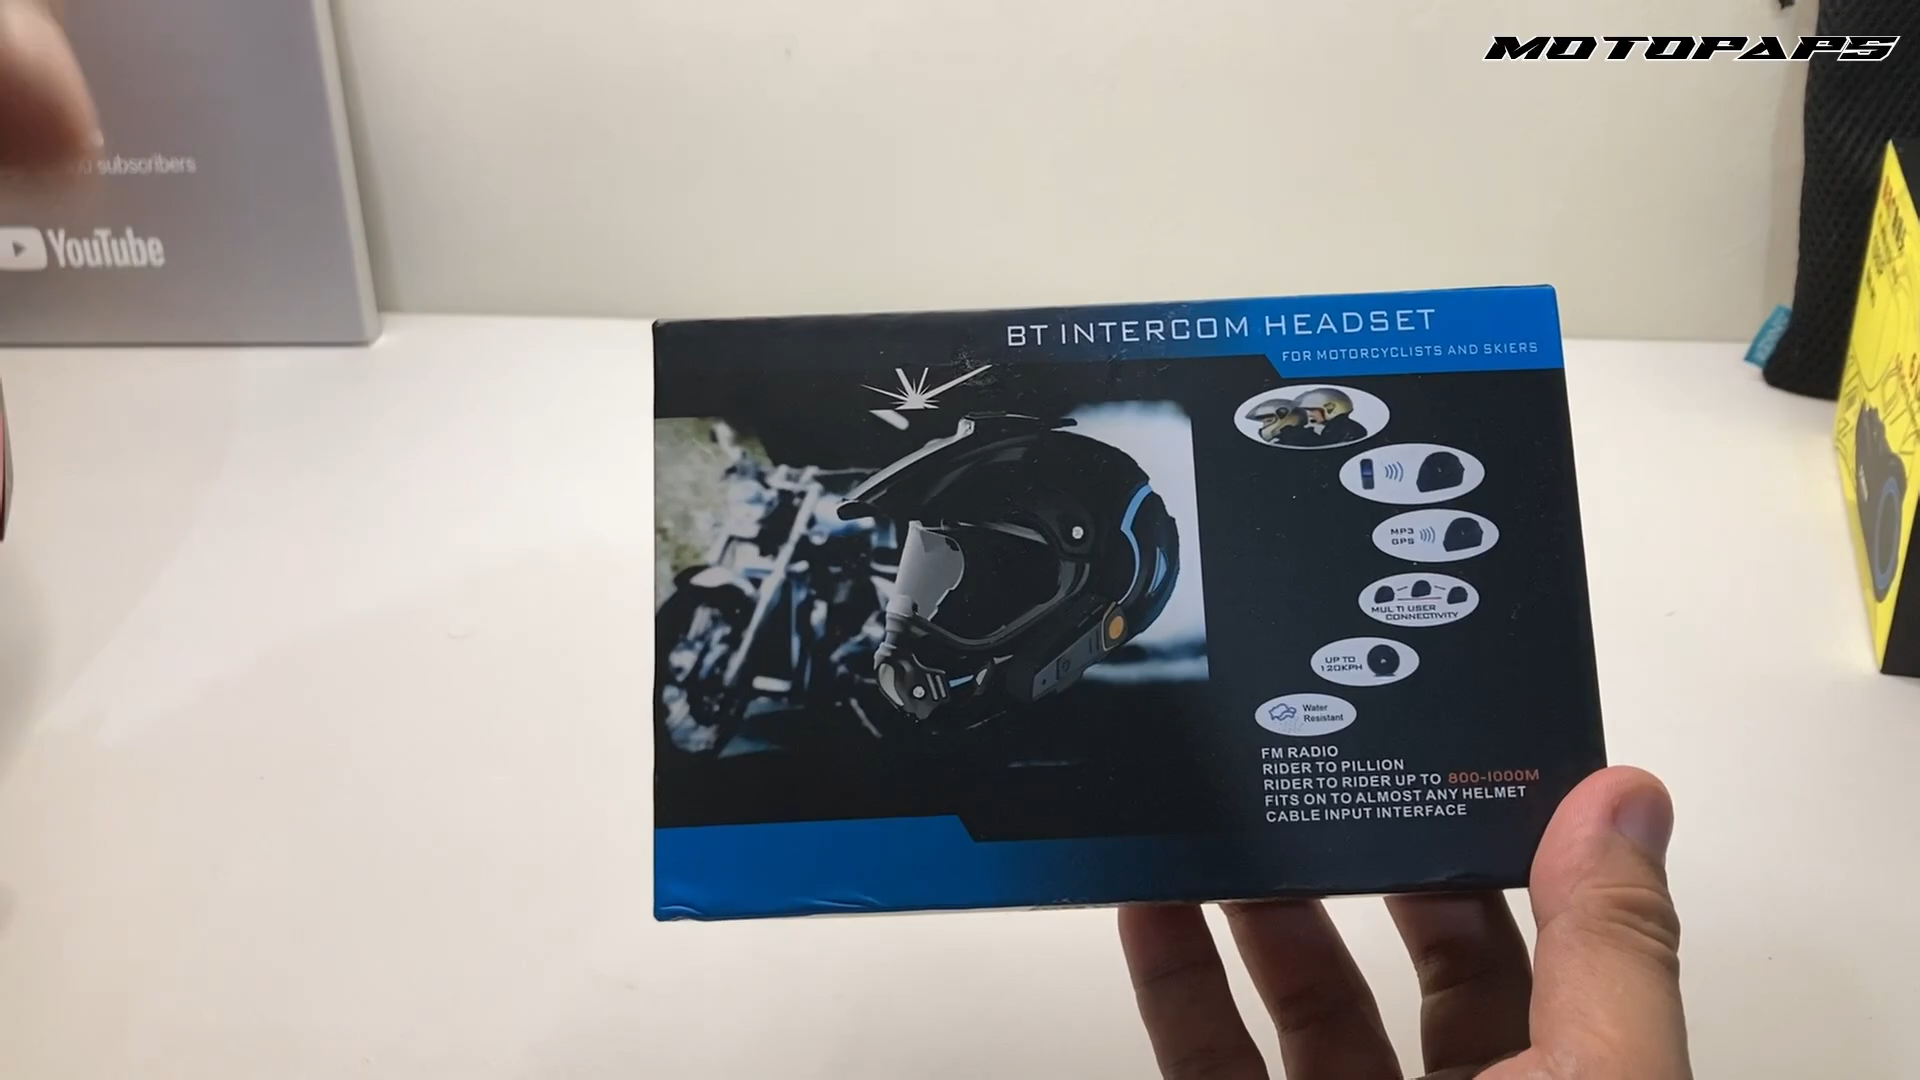 MOTOPAPS
subscribers
YouTube
BT INTERCOM HEADSET
FOR MOTORCYCLISTS AND SKIERS
MP3
GPS
MULTI USER
CONNECTIVITY
UP TO
120KPH
Water
Resistant
FM RADIO
RIDER TO PILLION
RIDER TO RIDER UP TO 800-1000M
FITS ON TO ALMOST ANY HELMET
CABLE INPUT INTERFACE